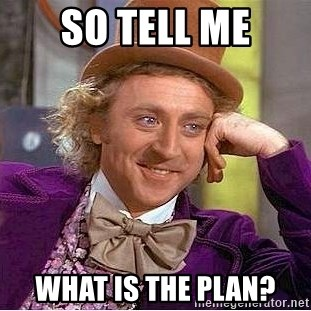 SO TELL ME
WHAT IS THE PLAN?
memegenerator.net